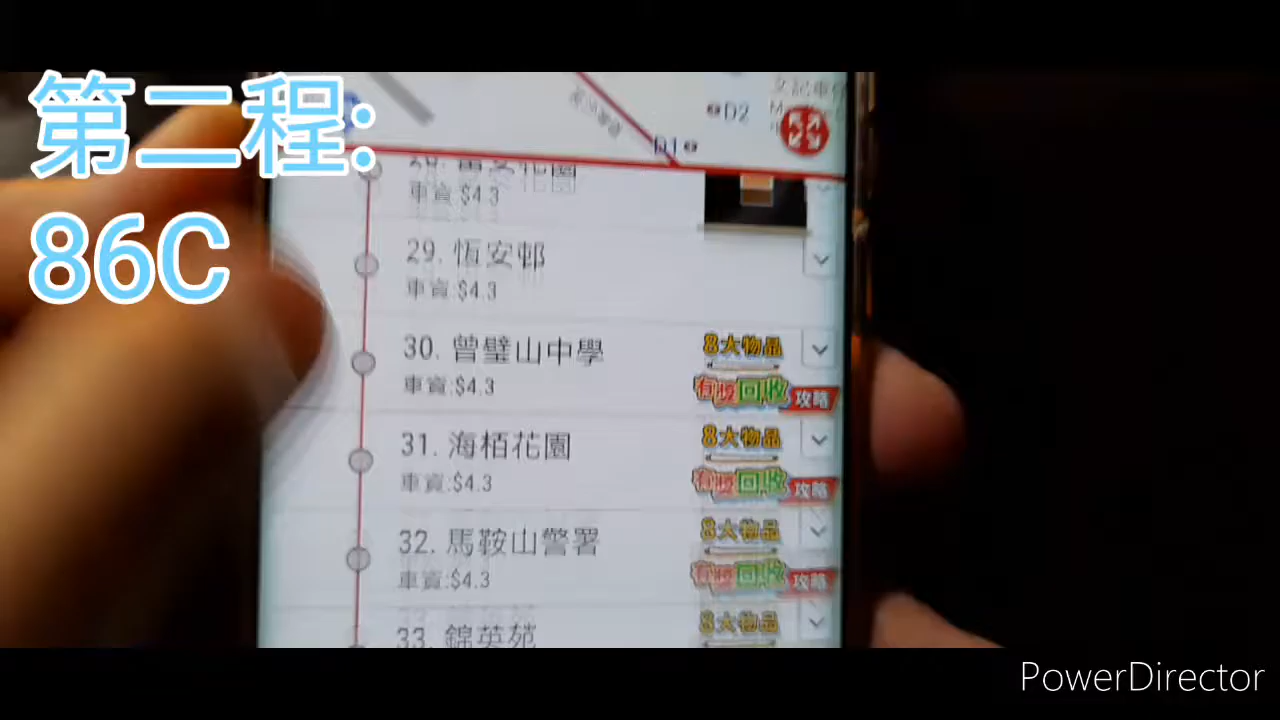 第二程:
86C
D2
D1
車資:$4.3
29. 恆安邨
車資:$4.3
30. 曾璧山中學
8大物品
車資:$4.3
有獎回收 攻略
31. 海栢花園
8大物品
車資:$4.3
有獎回收 攻略
32. 馬鞍山警署
8大物品
車資:$4.3
有獎回收 攻略
33. 錦英苑
8大物品
PowerDirector